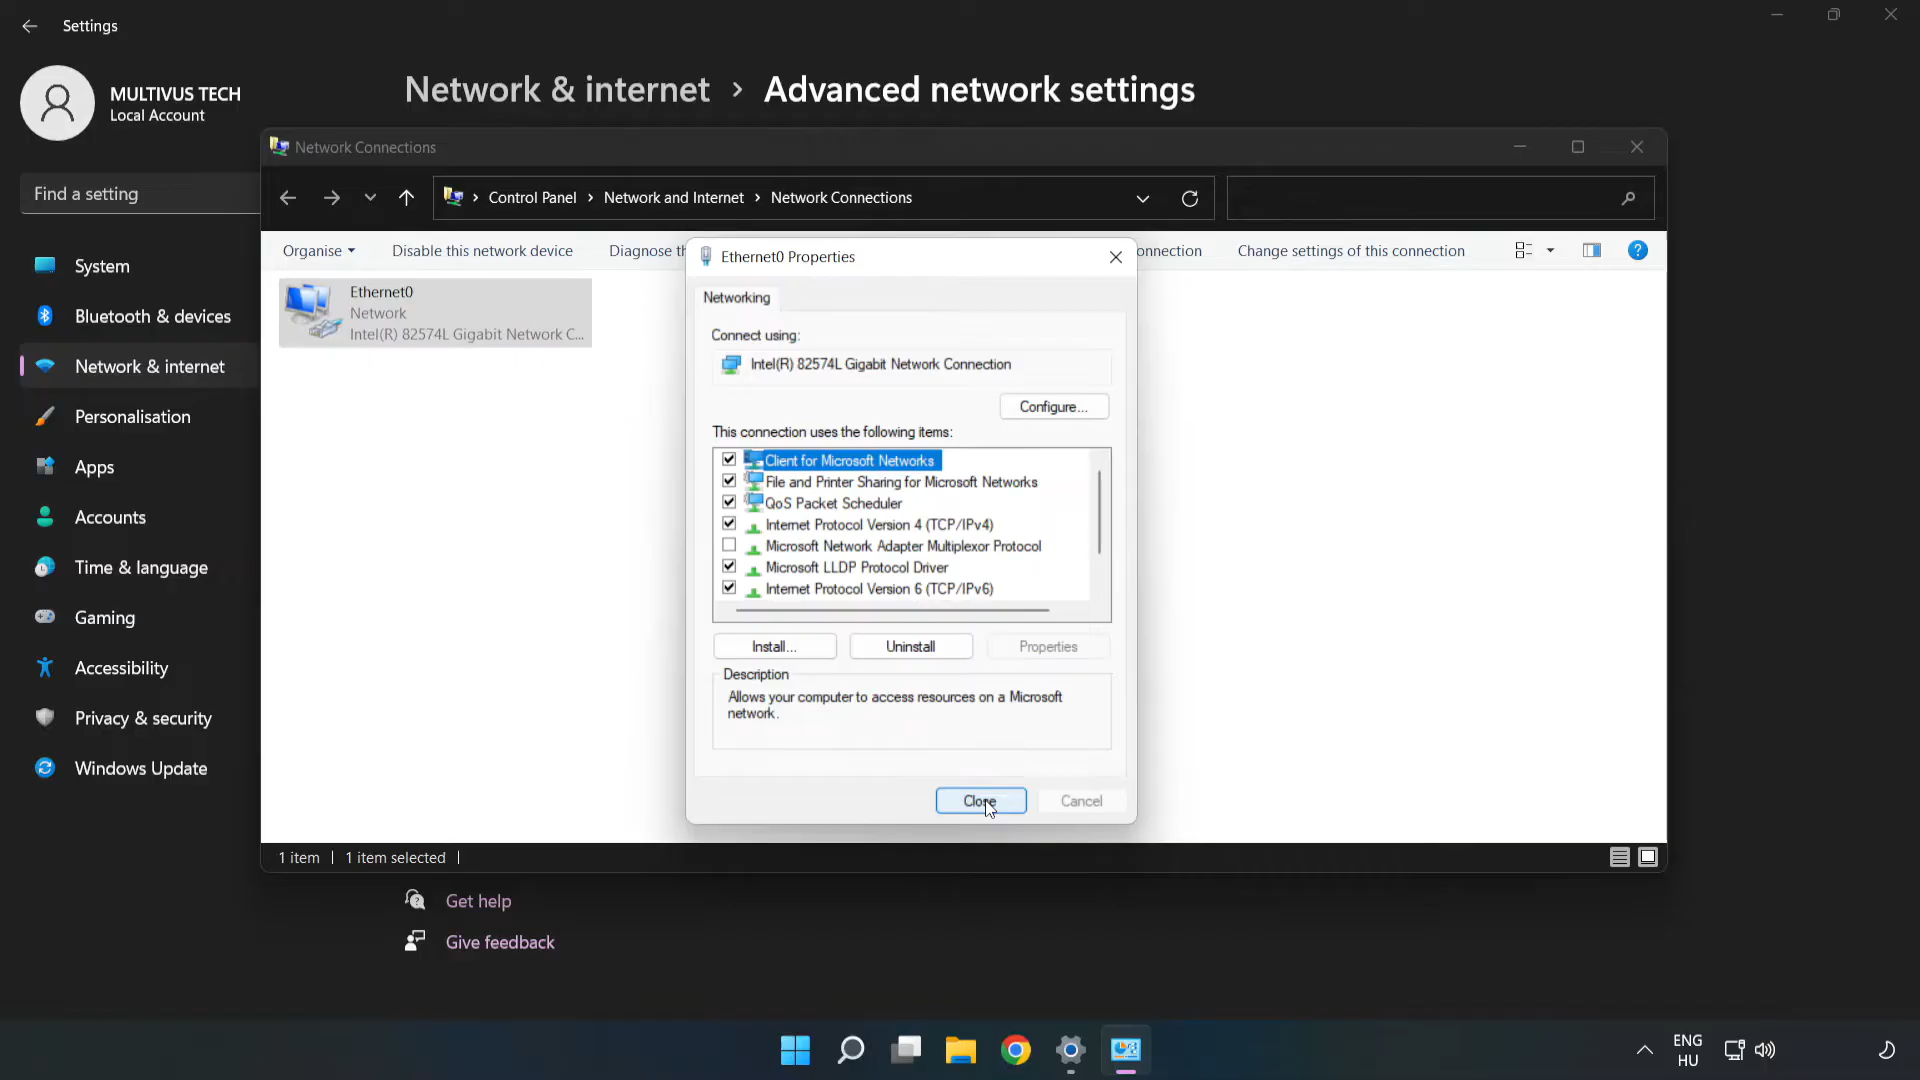 Settings
MULTIVUS TECH
Local Account
Find a setting
System
Bluetooth & devices
Network & internet
Personalisation
Apps
Accounts
Time & language
Gaming
Accessibility
Privacy & security
Windows Update
Network & internet › Advanced network settings
Network Connections
Control Panel › Network and Internet › Network Connections
Organise
Disable this network device
Diagnose th
onnection
Change settings of this connection
Ethernet0
Network
Intel(R) 82574L Gigabit Network C...
Ethernet0 Properties
Networking
Connect using:
Intel(R) 82574L Gigabit Network Connection
Configure...
This connection uses the following items:
Client for Microsoft Networks
File and Printer Sharing for Microsoft Networks
QoS Packet Scheduler
Internet Protocol Version 4 (TCP/IPv4)
Microsoft Network Adapter Multiplexor Protocol
Microsoft LLDP Protocol Driver
Internet Protocol Version 6 (TCP/IPv6)
Install...
Uninstall
Properties
Description
Allows your computer to access resources on a Microsoft
network.
Close
Cancel
1 item
1 item selected
Get help
Give feedback
ENG
HU